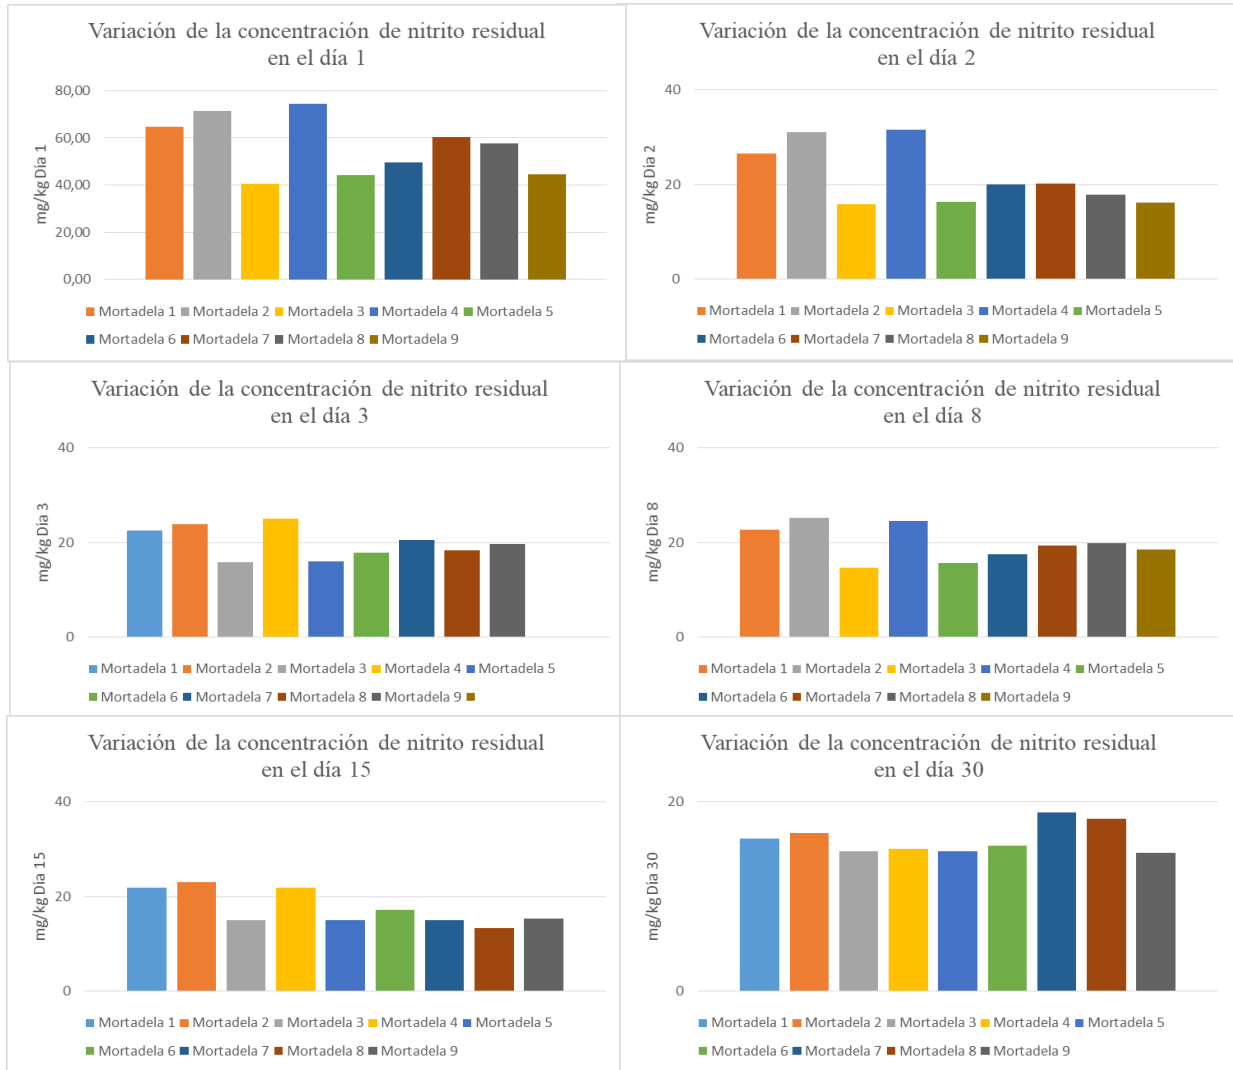 Variación de la concentración de nitrito residual
en el día 1
mg/kg Día 1
80,00
60,00
40,00
20,00
0,00
Mortadela 1 Mortadela 2 Mortadela 3 Mortadela 4 Mortadela 5
Mortadela 6 Mortadela 7 Mortadela 8 Mortadela 9
Variación de la concentración de nitrito residual
en el día 2
mg/kg Día 2
40
20
0
Mortadela 1 Mortadela 2 Mortadela 3 Mortadela 4 Mortadela 5
Mortadela 6 Mortadela 7 Mortadela 8 Mortadela 9
Variación de la concentración de nitrito residual
en el día 3
mg/kg Día 3
40
20
0
Mortadela 1 Mortadela 2 Mortadela 3 Mortadela 4 Mortadela 5
Mortadela 6 Mortadela 7 Mortadela 8 Mortadela 9
Variación de la concentración de nitrito residual
en el día 8
mg/kg Día 8
40
20
0
Mortadela 1 Mortadela 2 Mortadela 3 Mortadela 4 Mortadela 5
Mortadela 6 Mortadela 7 Mortadela 8 Mortadela 9
Variación de la concentración de nitrito residual
en el día 15
mg/kg Día 15
40
20
0
Mortadela 1 Mortadela 2 Mortadela 3 Mortadela 4 Mortadela 5
Mortadela 6 Mortadela 7 Mortadela 8 Mortadela 9
Variación de la concentración de nitrito residual
en el día 30
mg/kg Día 30
20
0
Mortadela 1 Mortadela 2 Mortadela 3 Mortadela 4 Mortadela 5
Mortadela 6 Mortadela 7 Mortadela 8 Mortadela 9